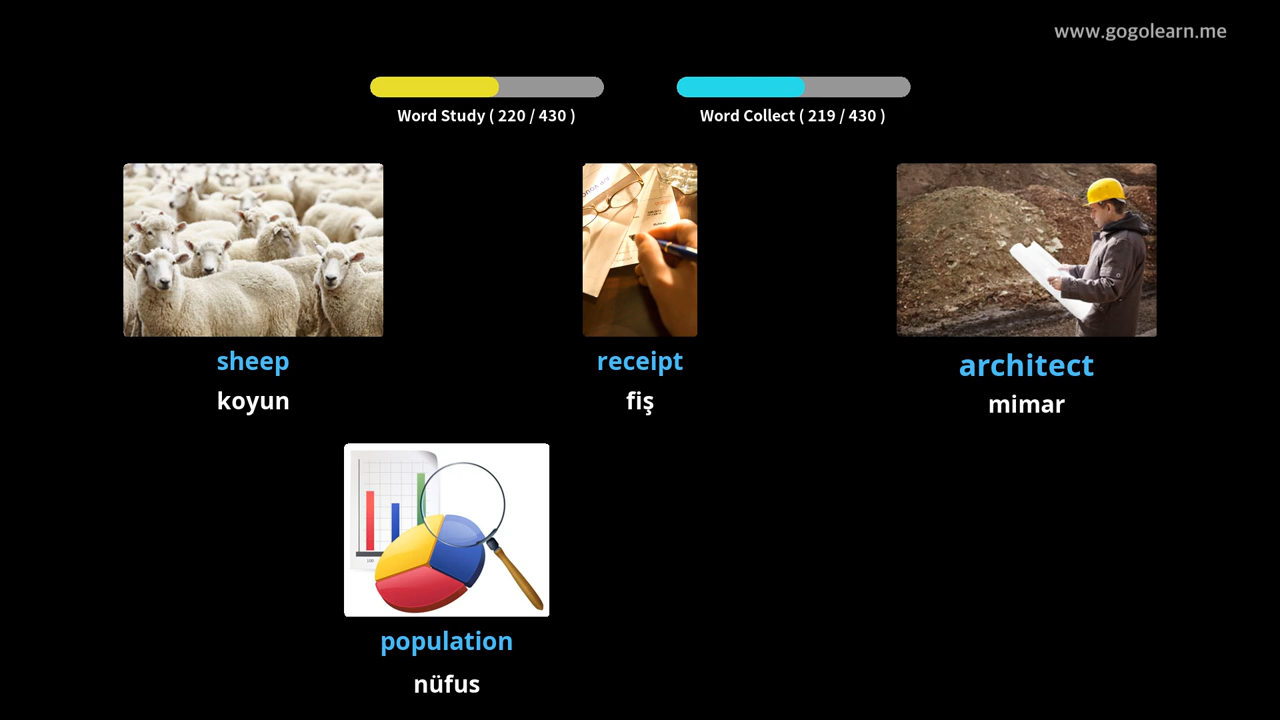 www.gogolearn.me
Word Study ( 220 / 430 )
Word Collect ( 219 / 430 )
sheep
koyun
receipt
fiş
architect
mimar
population
nüfus